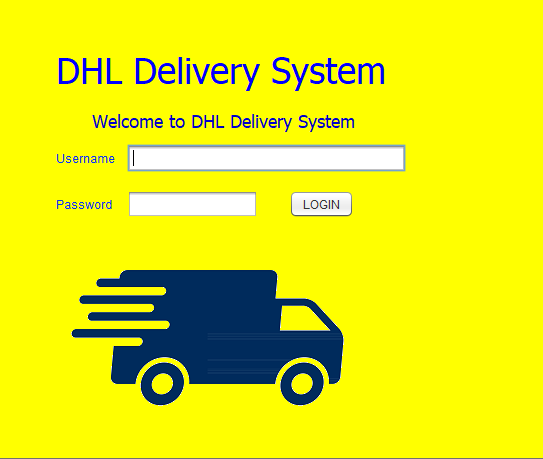 DHL Delivery System
Welcome to DHL Delivery System
Username
Password LOGIN